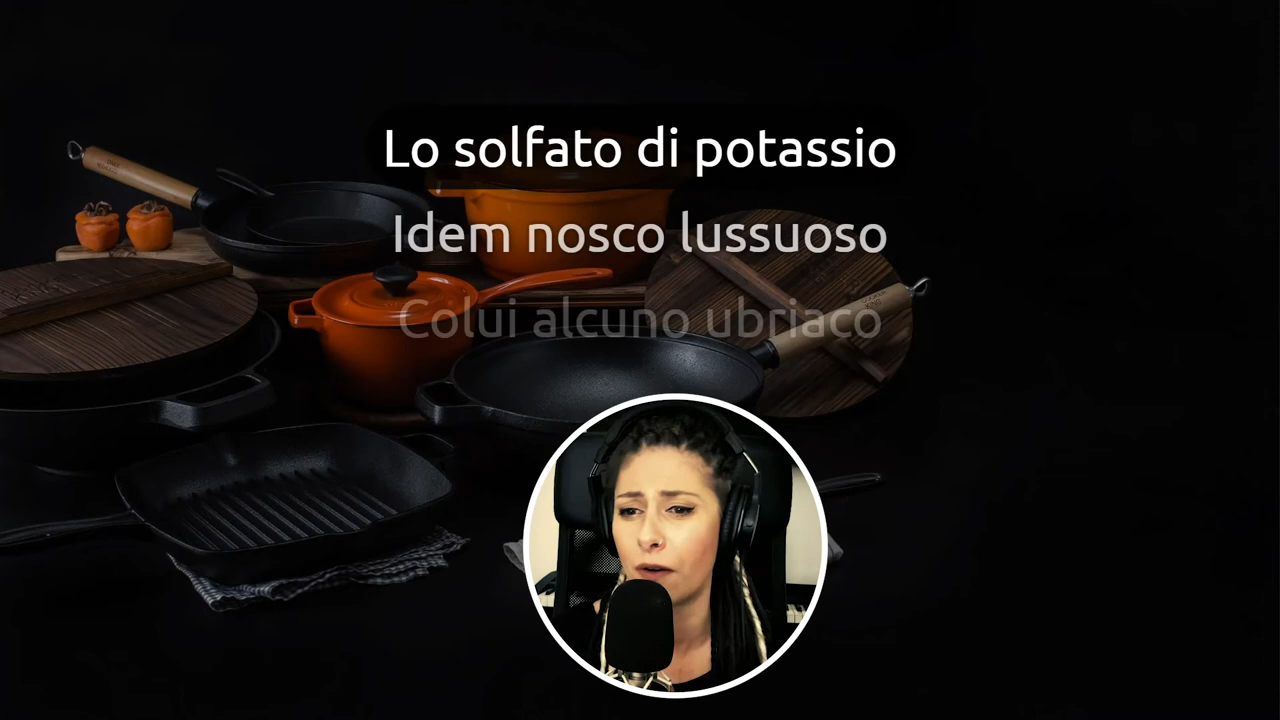 Lo solfato di potassio
Idem nosco lussuoso
Colui alcuno ubriaco